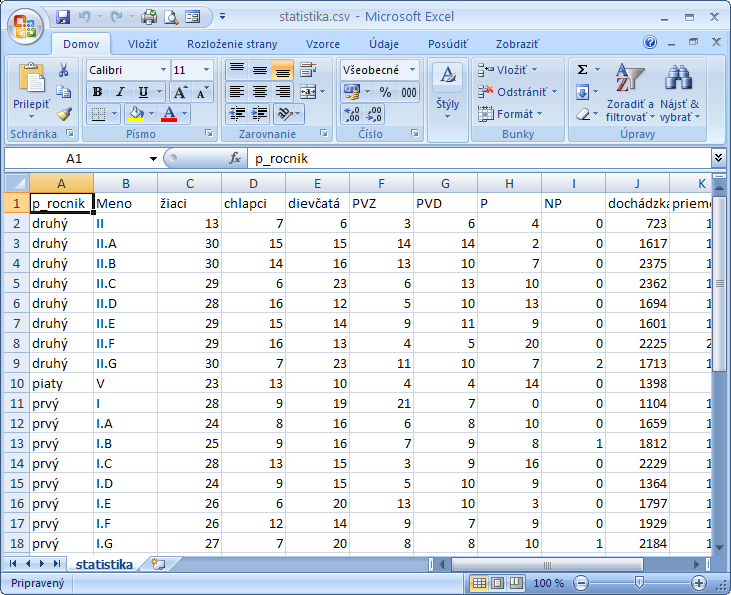 statistika.csv - Microsoft Excel
Domov Vložiť Rozloženie strany Vzorce Údaje Posúdiť Zobraziť
Prilepiť
Calibri 11
B I U A A
A
Všeobecné
% 000
Štýly
Vložiť
Odstrániť
Formát
Σ
Zoradiť a filtrovať
Nájsť & vybrať
Schránka Písmo Zarovnanie Číslo Bunky Úpravy
A1 fx p_rocnik
A B C D E F G H I J K
1 p_rocnik Meno žiaci chlapci dievčatá PVZ PVD P NP dochádzka
2 druhý II 13 7 6 3 6 4 0 723 1
3 druhý II.A 30 15 15 14 14 2 0 1617 1
4 druhý II.B 30 14 16 13 10 7 0 2375 1
5 druhý II.C 29 6 23 6 13 10 0 2362 1
6 druhý II.D 28 16 12 5 10 13 0 1694 1
7 druhý II.E 29 15 14 9 11 9 0 1601 1
8 druhý II.F 29 16 13 4 5 20 0 2225 2
9 druhý II.G 30 7 23 11 10 7 2 1713 1
10 piaty V 23 13 10 4 4 14 0 1398
11 prvý I 28 9 19 21 7 0 0 1104 1
12 prvý I.A 24 8 16 6 8 10 0 1659 1
13 prvý I.B 25 9 16 7 9 8 1 1812 1
14 prvý I.C 28 13 15 3 9 16 0 2229 1
15 prvý I.D 24 9 15 5 10 9 0 1364 1
16 prvý I.E 26 6 20 13 10 3 0 1797 1
17 prvý I.F 26 12 14 9 7 9 0 1929 1
18 prvý I.G 27 7 20 8 8 10 1 2184 1
statistika
Pripravený 100 %